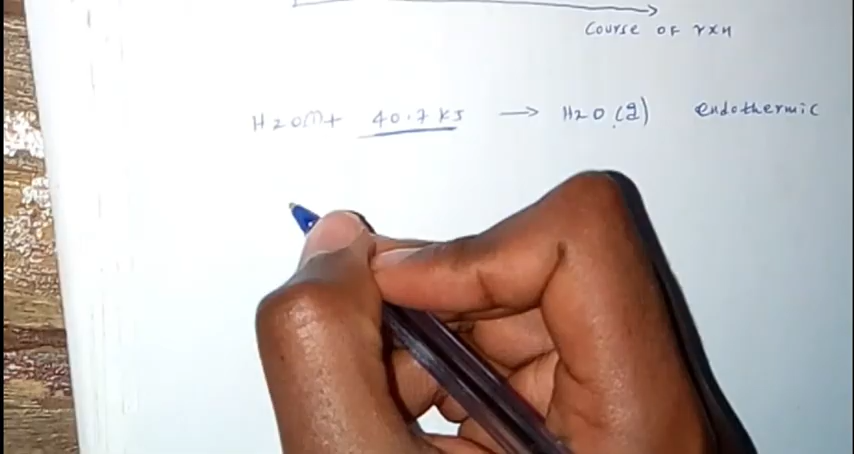 Course OF rxn
H2O(l)+ 40.7 KJ → H2O (g) endothermic